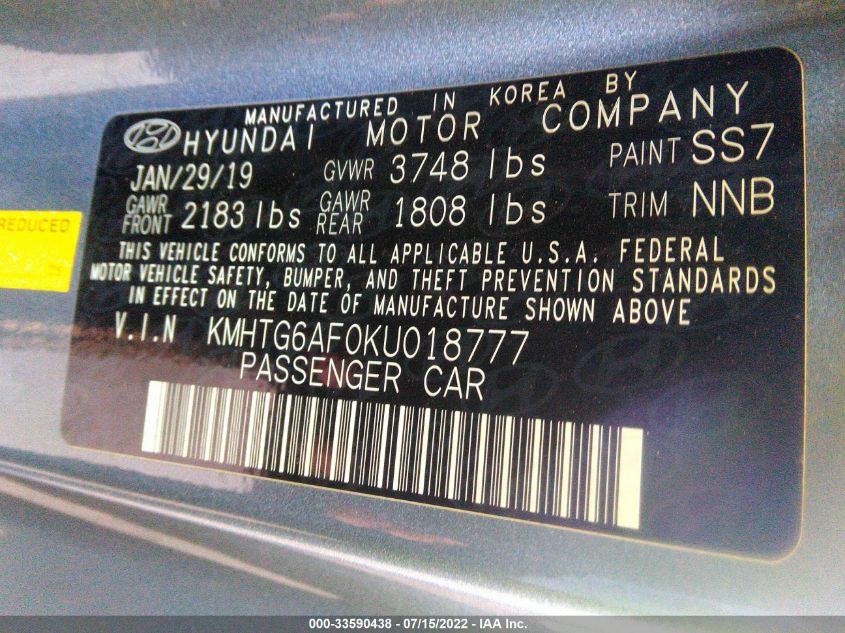 MANUFACTURED IN KOREA BY
HYUNDAI MOTOR COMPANY
JAN/29/19 GVWR 3748 lbs PAINT SS7
GAWR FRONT 2183 lbs GAWR REAR 1808 lbs TRIM NNB
THIS VEHICLE CONFORMS TO ALL APPLICABLE U.S.A. FEDERAL
MOTOR VEHICLE SAFETY, BUMPER, AND THEFT PREVENTION STANDARDS
IN EFFECT ON THE DATE OF MANUFACTURE SHOWN ABOVE
V.I.N KMHTG6AF0KU018777
PASSENGER CAR
REDUCED
000-33590438 - 07/15/2022 - IAA Inc.